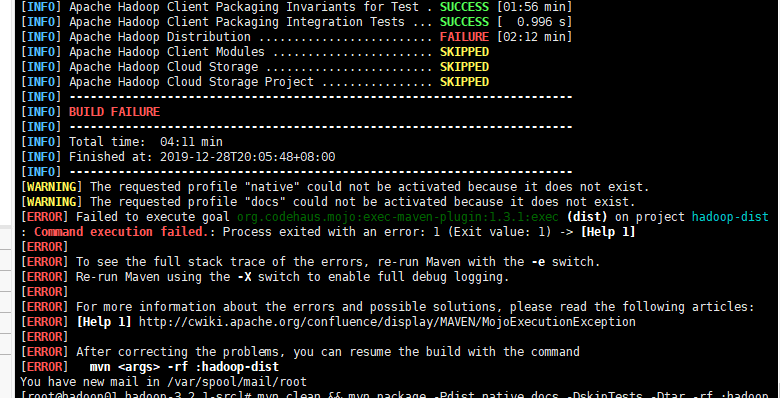 [INFO] Apache Hadoop Client Packaging Invariants for Test . SUCCESS [01:56 min]
[INFO] Apache Hadoop Client Packaging Integration Tests ... SUCCESS [  0.996 s]
[INFO] Apache Hadoop Distribution ......................... FAILURE [02:12 min]
[INFO] Apache Hadoop Client Modules ....................... SKIPPED
[INFO] Apache Hadoop Cloud Storage ........................ SKIPPED
[INFO] Apache Hadoop Cloud Storage Project ................ SKIPPED
[INFO] ------------------------------------------------------------------------
[INFO] BUILD FAILURE
[INFO] ------------------------------------------------------------------------
[INFO] Total time:  04:11 min
[INFO] Finished at: 2019-12-28T20:05:48+08:00
[INFO] ------------------------------------------------------------------------
[WARNING] The requested profile "native" could not be activated because it does not exist.
[WARNING] The requested profile "docs" could not be activated because it does not exist.
[ERROR] Failed to execute goal org.codehaus.mojo:exec-maven-plugin:1.3.1:exec (dist) on project hadoop-dist
: Command execution failed.: Process exited with an error: 1 (Exit value: 1) -> [Help 1]
[ERROR]
[ERROR] To see the full stack trace of the errors, re-run Maven with the -e switch.
[ERROR] Re-run Maven using the -X switch to enable full debug logging.
[ERROR]
[ERROR] For more information about the errors and possible solutions, please read the following articles:
[ERROR] [Help 1] http://cwiki.apache.org/confluence/display/MAVEN/MojoExecutionException
[ERROR]
[ERROR] After correcting the problems, you can resume the build with the command
[ERROR]   mvn <args> -rf :hadoop-dist
You have new mail in /var/spool/mail/root
[root@hadoop01 hadoop-3.2.1-src]# mvn clean && mvn package -Pdist,native,docs -DskipTests -Dtar -rf :hadoop